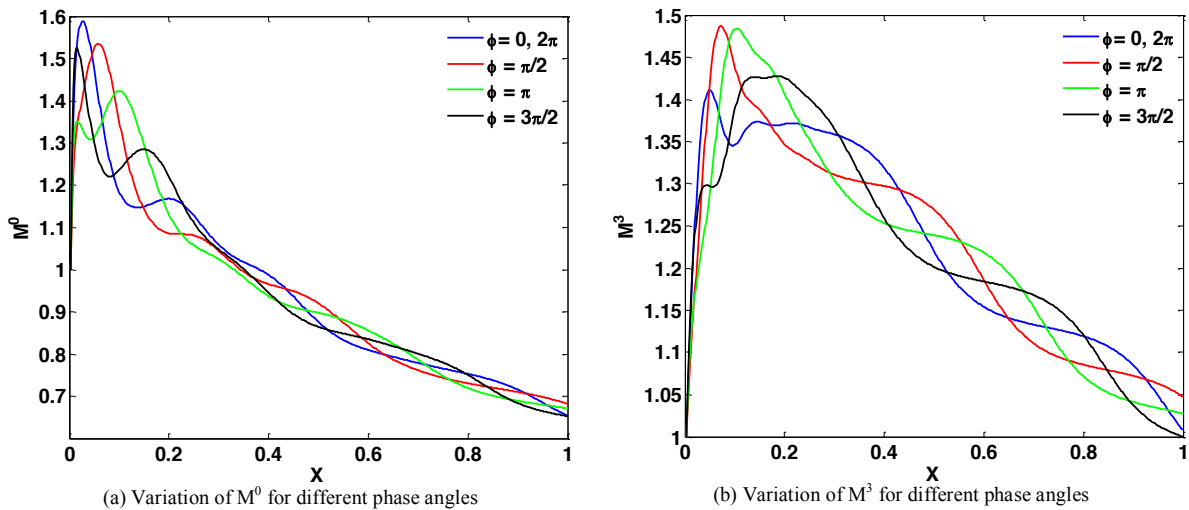 1.6
1.5
1.4
1.3
1.2
1.1
1
0.9
0.8
0.7
M⁰
0 0.2 0.4 0.6 0.8 1
X
ϕ= 0, 2π
ϕ = π/2
ϕ = π
ϕ = 3π/2
(a) Variation of M⁰ for different phase angles
1.5
1.45
1.4
1.35
1.3
1.25
1.2
1.15
1.1
1.05
1
M³
0 0.2 0.4 0.6 0.8 1
X
ϕ= 0, 2π
ϕ = π/2
ϕ = π
ϕ = 3π/2
(b) Variation of M³ for different phase angles